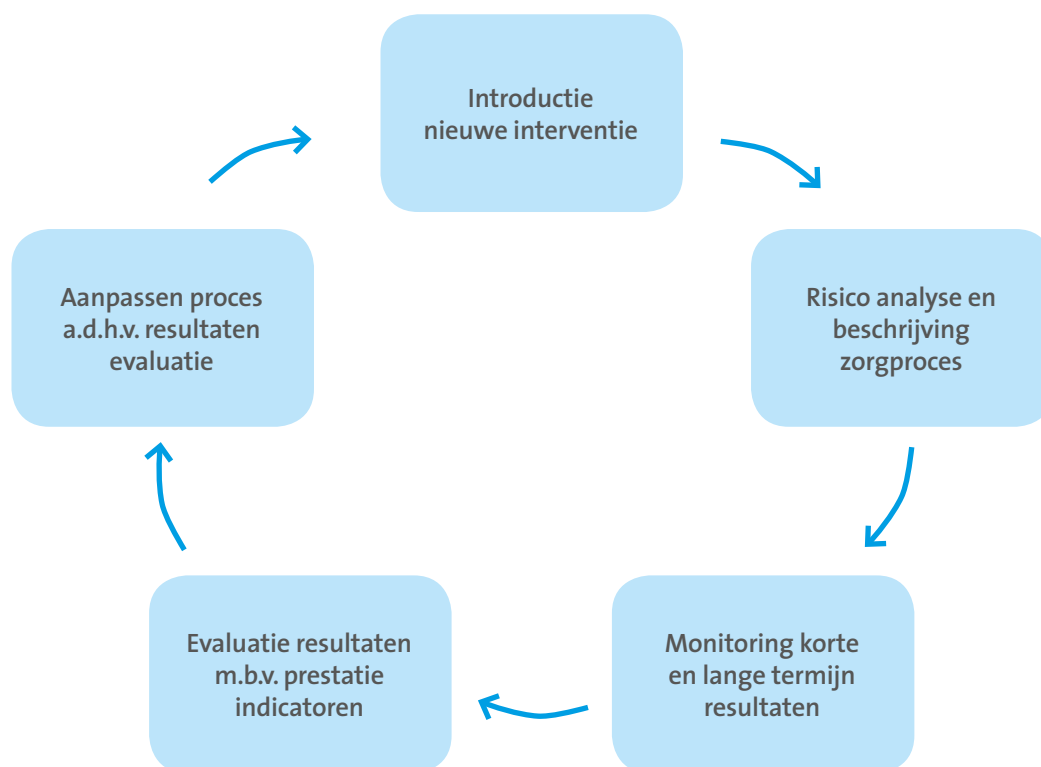 Introductie
nieuwe interventie
Risico analyse en
beschrijving
zorgproces
Monitoring korte
en lange termijn
resultaten
Evaluatie resultaten
m.b.v. prestatie
indicatoren
Aanpassen proces
a.d.h.v. resultaten
evaluatie